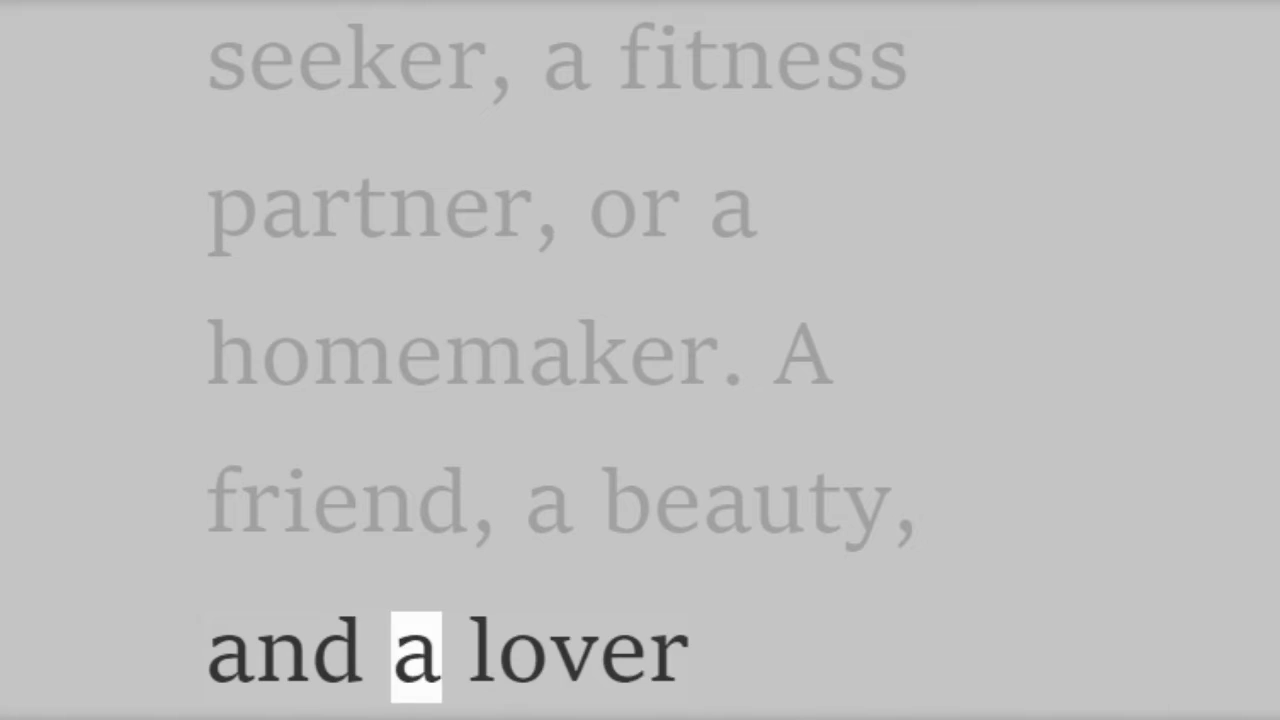 seeker, a fitness
partner, or a
homemaker. A
friend, a beauty,
and a lover